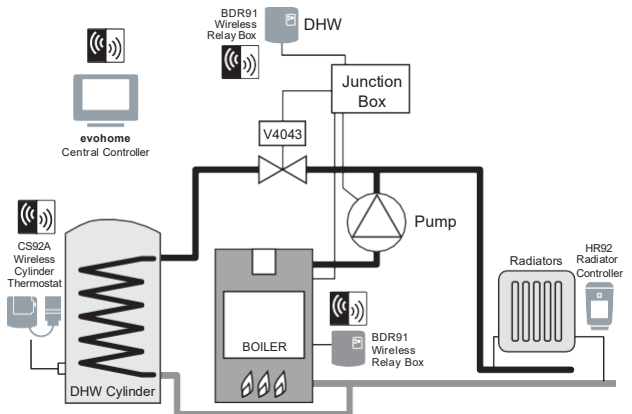 BDR91
Wireless
Relay Box
DHW
Junction
Box
evohome
Central Controller
V4043
Pump
CS92A
Wireless
Cylinder
Thermostat
Radiators
HR92
Radiator
Controller
BOILER
BDR91
Wireless
Relay Box
DHW Cylinder